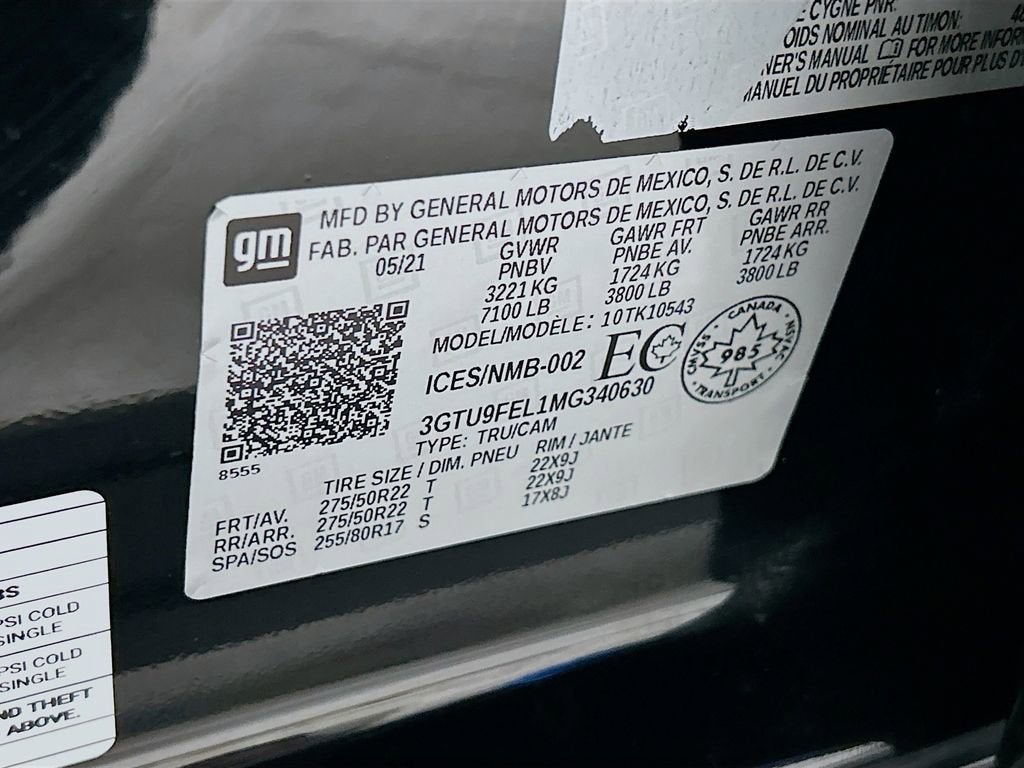 CYGNE PNR:
OIDS NOMINAL AU TIMON:
NER'S MANUAL FOR MORE INFOR
MANUEL DU PROPRIÉTAIRE POUR PLUS D'I
gm
MFD BY GENERAL MOTORS DE MEXICO, S. DE R.L. DE C.V.
FAB. PAR GENERAL MOTORS DE MEXICO, S. DE R.L. DE C.V.
05/21 GVWR GAWR FRT GAWR RR
PNBV PNBE AV. PNBE ARR.
3221 KG 1724 KG 1724 KG
7100 LB 3800 LB 3800 LB
MODEL/MODÈLE: 10TK10543
ICES/NMB-002 EC
CANADA
CMVSS NSVAC
985
TRANSPORT
3GTU9FEL1MG340630
TYPE: TRU/CAM
8555
TIRE SIZE / DIM. PNEU RIM / JANTE
FRT/AV. 275/50R22 T 22X9J
RR/ARR. 275/50R22 T 22X9J
SPA/SOS 255/80R17 S 17X8J
PSI COLD
SINGLE
PSI COLD
SINGLE
ND THEFT
ABOVE.